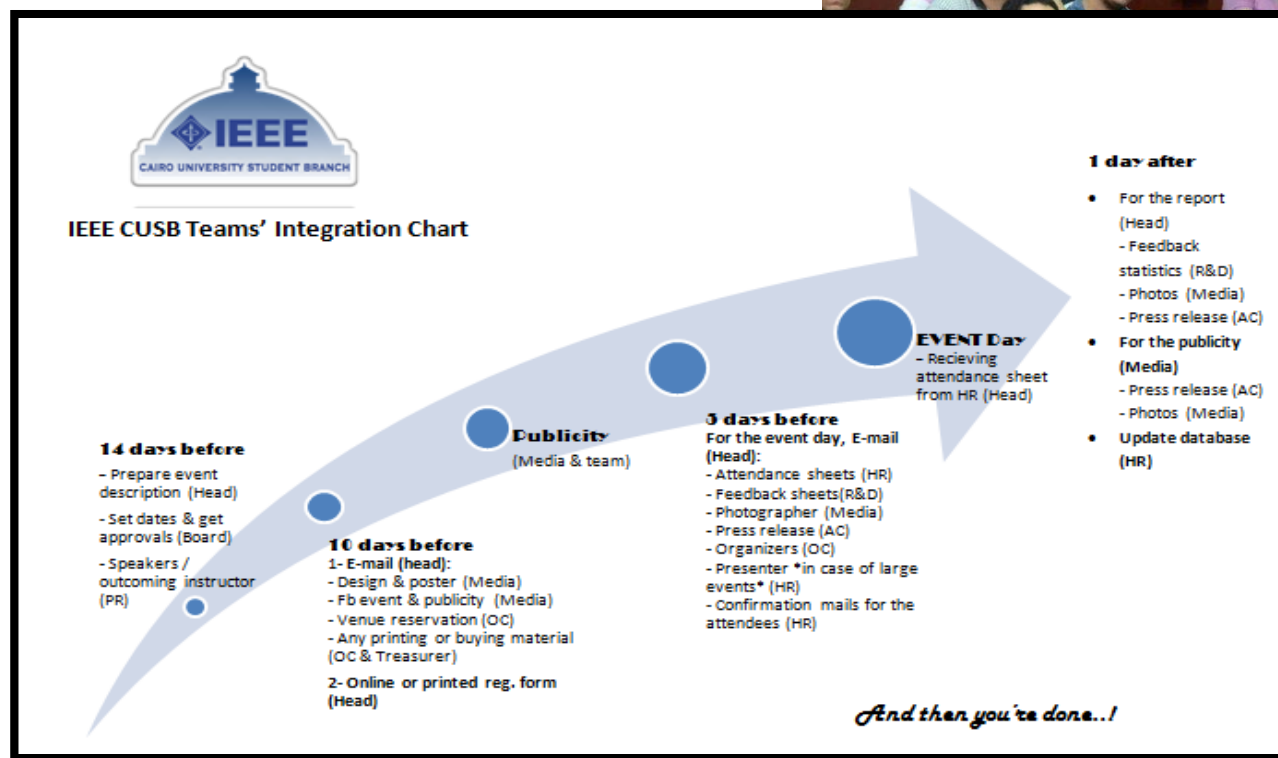 IEEE
CAIRO UNIVERSITY STUDENT BRANCH
IEEE CUSB Teams' Integration Chart
14 days before
– Prepare event
description (Head)
- Set dates & get
approvals (Board)
- Speakers /
outcoming instructor
(PR)
10 days before
1- E-mail (head):
- Design & poster (Media)
- Fb event & publicity (Media)
- Venue reservation (OC)
- Any printing or buying material
(OC & Treasurer)
2- Online or printed reg. form
(Head)
Publicity
(Media & team)
5 days before
For the event day, E-mail
(Head):
- Attendance sheets (HR)
- Feedback sheets(R&D)
- Photographer (Media)
- Press release (AC)
- Organizers (OC)
- Presenter *in case of large
events* (HR)
- Confirmation mails for the
attendees (HR)
EVENT Day
– Recieving
attendance sheet
from HR (Head)
1 day after
• For the report
(Head)
- Feedback
statistics (R&D)
- Photos (Media)
- Press release (AC)
• For the publicity
(Media)
- Press release (AC)
- Photos (Media)
• Update database
(HR)
And then you're done..!